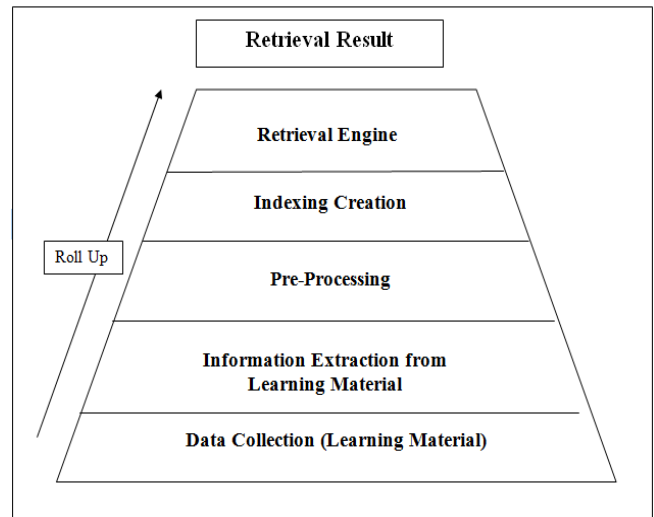 Retrieval Result
Retrieval Engine
Indexing Creation
Roll Up
Pre-Processing
Information Extraction from
Learning Material
Data Collection (Learning Material)